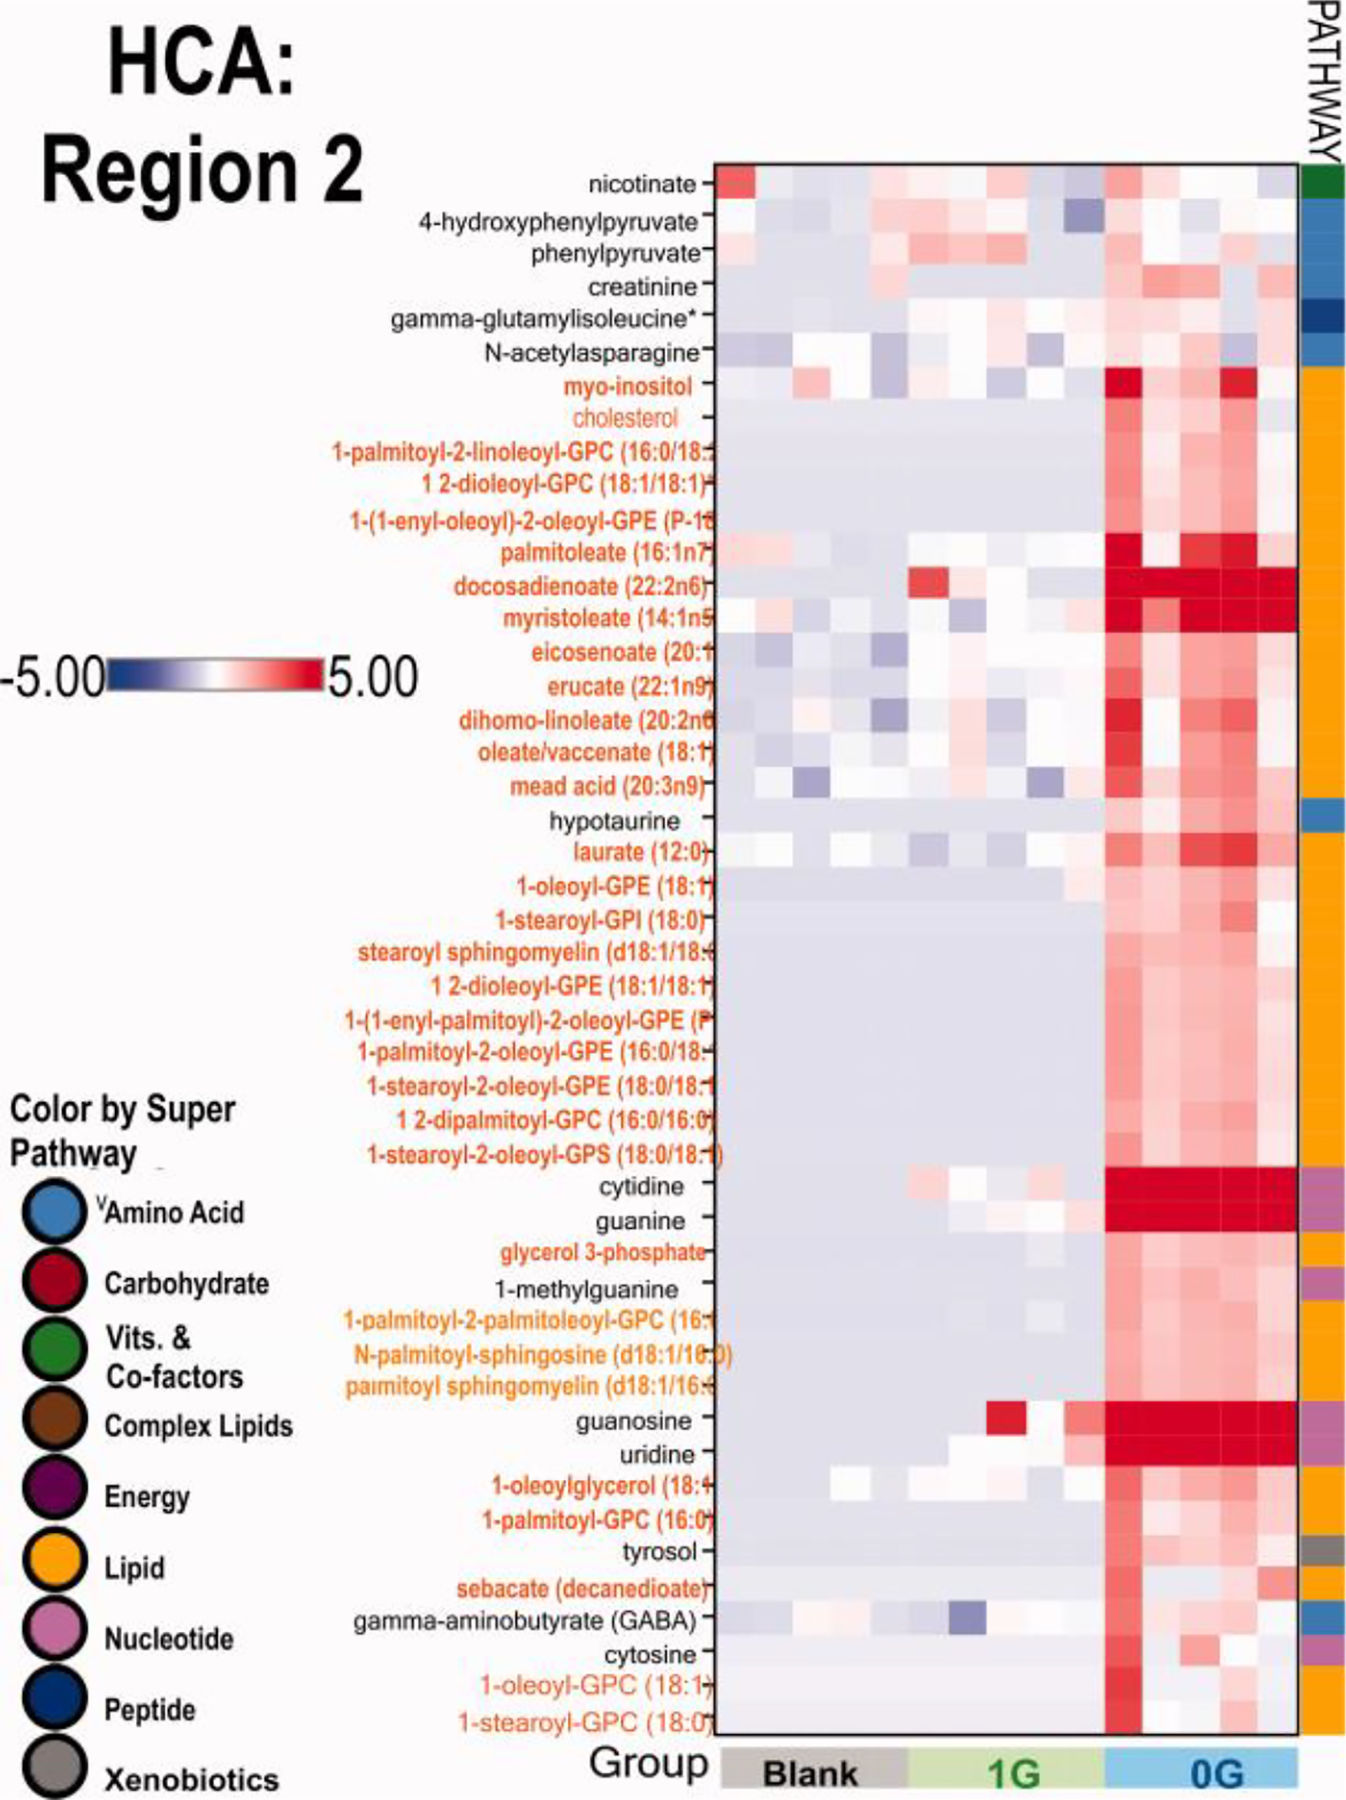 HCA:
Region 2
PATHWAY
nicotinate
4-hydroxyphenylpyruvate
phenylpyruvate
creatinine
gamma-glutamylisoleucine*
N-acetylasparagine
myo-inositol
cholesterol
1-palmitoyl-2-linoleoyl-GPC (16:0/18:
1 2-dioleoyl-GPC (18:1/18:1)*
1-(1-enyl-oleoyl)-2-oleoyl-GPE (P-18
palmitoleate (16:1n7)
docosadienoate (22:2n6)
myristoleate (14:1n5
eicosenoate (20:1
erucate (22:1n9)
dihomo-linoleate (20:2n6
oleate/vaccenate (18:1)
mead acid (20:3n9)
hypotaurine
laurate (12:0)
1-oleoyl-GPE (18:1)
1-stearoyl-GPI (18:0)
stearoyl sphingomyelin (d18:1/18:0
1 2-dioleoyl-GPE (18:1/18:1)
1-(1-enyl-palmitoyl)-2-oleoyl-GPE (P
1-palmitoyl-2-oleoyl-GPE (16:0/18:1
1-stearoyl-2-oleoyl-GPE (18:0/18:1
1 2-dipalmitoyl-GPC (16:0/16:0)
1-stearoyl-2-oleoyl-GPS (18:0/18:1)
cytidine
guanine
glycerol 3-phosphate
1-methylguanine
1-palmitoyl-2-palmitoleoyl-GPC (16:0
N-palmitoyl-sphingosine (d18:1/16:0)
palmitoyl sphingomyelin (d18:1/16:0
guanosine
uridine
1-oleoylglycerol (18:1
1-palmitoyl-GPC (16:0)
tyrosol
sebacate (decanedioate)
gamma-aminobutyrate (GABA)
cytosine
1-oleoyl-GPC (18:1)
1-stearoyl-GPC (18:0)
-5.00 5.00
Color by Super
Pathway
Amino Acid
Carbohydrate
Vits. &
Co-factors
Complex Lipids
Energy
Lipid
Nucleotide
Peptide
Xenobiotics
Group Blank 1G 0G